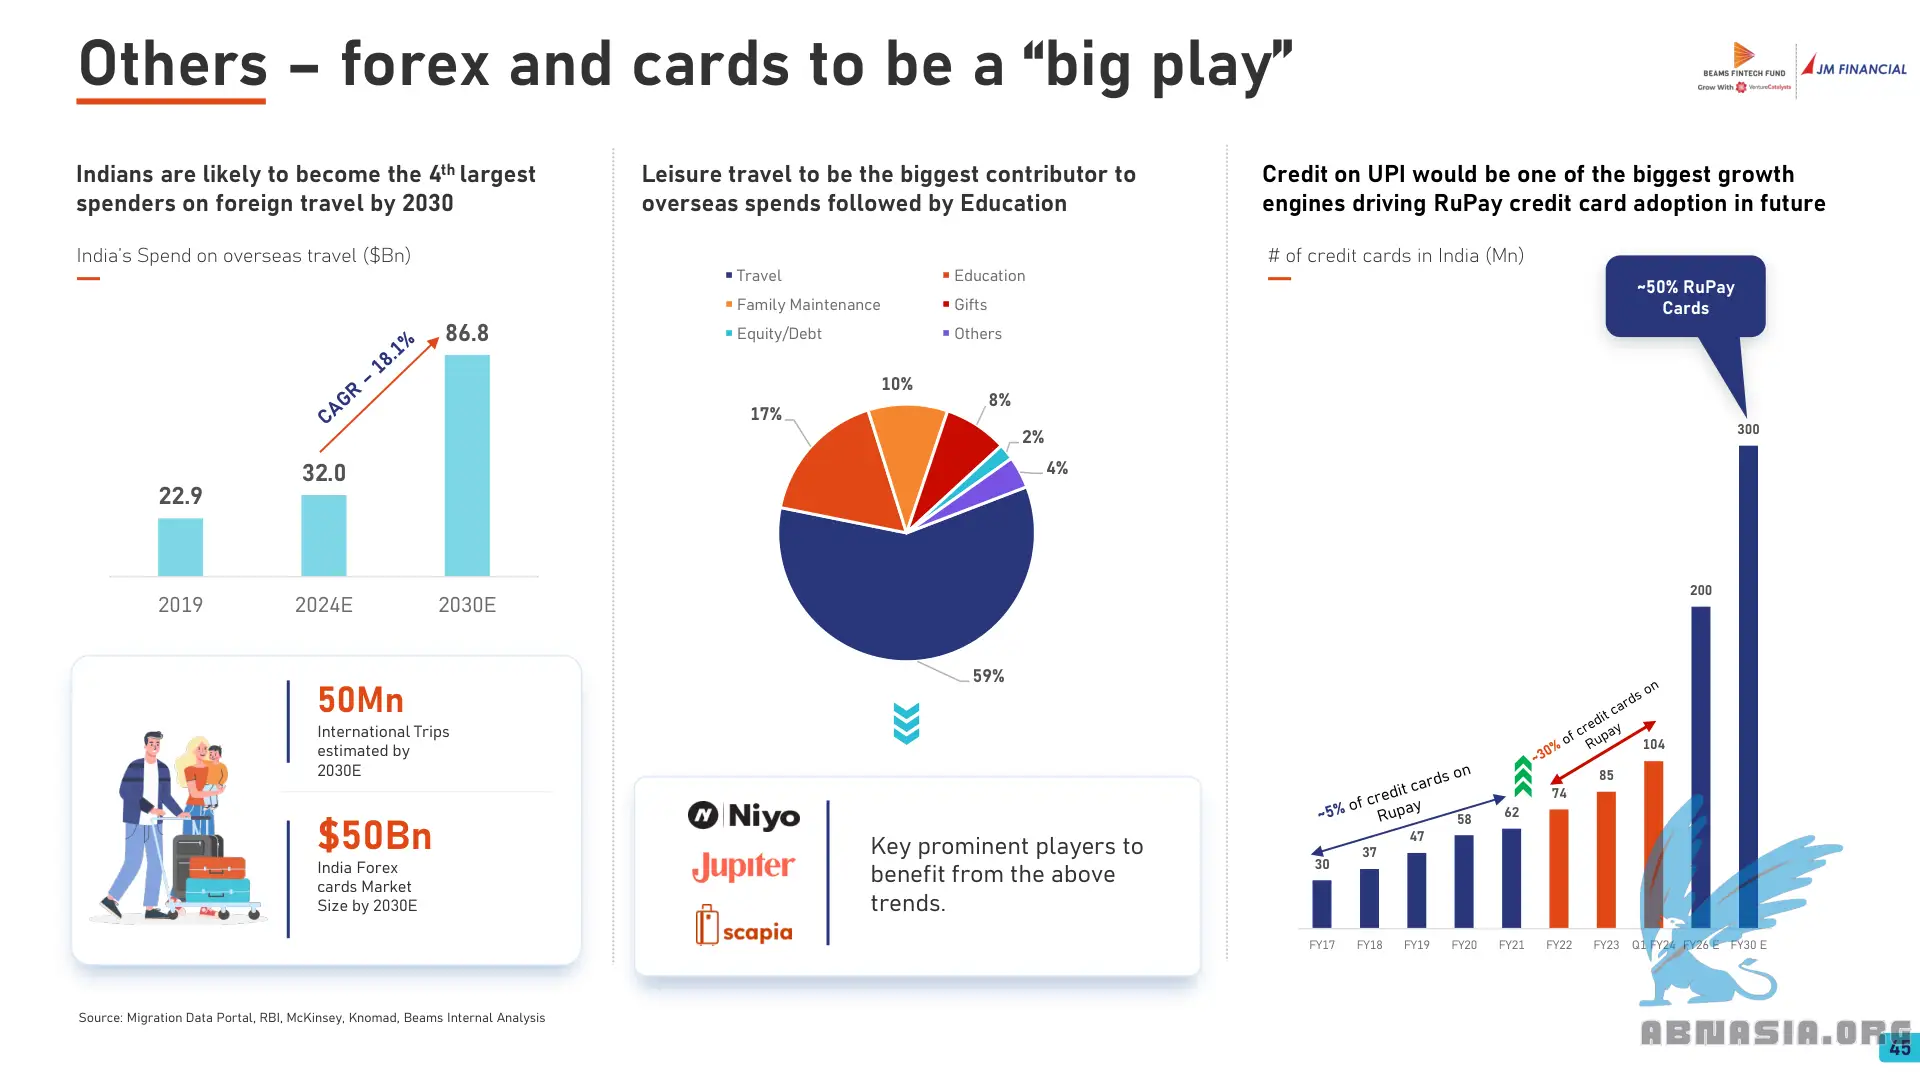 Others – forex and cards to be a “big play”
BEAMS FINTECH FUND
Grow With VentureCatalysts
JM FINANCIAL
Indians are likely to become the 4th largest
spenders on foreign travel by 2030
India's Spend on overseas travel ($Bn)
CAGR – 18.1%
86.8
32.0
22.9
2019
2024E
2030E
50Mn
International Trips
estimated by
2030E
$50Bn
India Forex
cards Market
Size by 2030E
Leisure travel to be the biggest contributor to
overseas spends followed by Education
Travel
Education
Family Maintenance
Gifts
Equity/Debt
Others
10%
8%
17%
2%
4%
59%
Niyo
Jupiter
scapia
Key prominent players to
benefit from the above
trends.
Credit on UPI would be one of the biggest growth
engines driving RuPay credit card adoption in future
# of credit cards in India (Mn)
~50% RuPay
Cards
300
200
~30% of credit cards on
Rupay
104
85
74
~5% of credit cards on
Rupay
62
58
47
37
30
FY17
FY18
FY19
FY20
FY21
FY22
FY23
Q1 FY24
FY26 E
FY30 E
Source: Migration Data Portal, RBI, McKinsey, Knomad, Beams Internal Analysis
ABNASIA.ORG
45